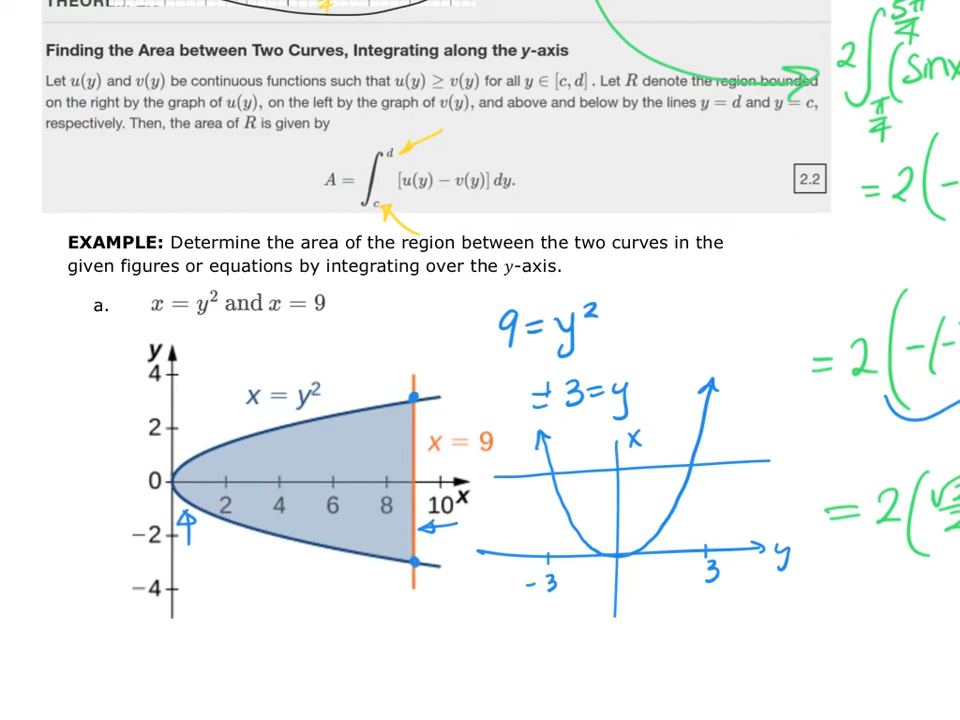 Finding the Area between Two Curves, Integrating along the y-axis
Let u(y) and v(y) be continuous functions such that u(y) ≥ v(y) for all y ∈ [c, d]. Let R denote the region bounded
on the right by the graph of u(y), on the left by the graph of v(y), and above and below by the lines y = d and y = c,
respectively. Then, the area of R is given by
A = ∫_c^d [u(y) − v(y)] dy.
2.2
EXAMPLE: Determine the area of the region between the two curves in the
given figures or equations by integrating over the y-axis.
a. x = y² and x = 9
9 = y²
± 3 = y
y
4
2
0
−2
−4
x = y²
x = 9
2 4 6 8 10 x
x
y
-3
3
2 ∫_{π/4}^{5π/4} (sin x
= 2(-
= 2(-(-
= 2(√